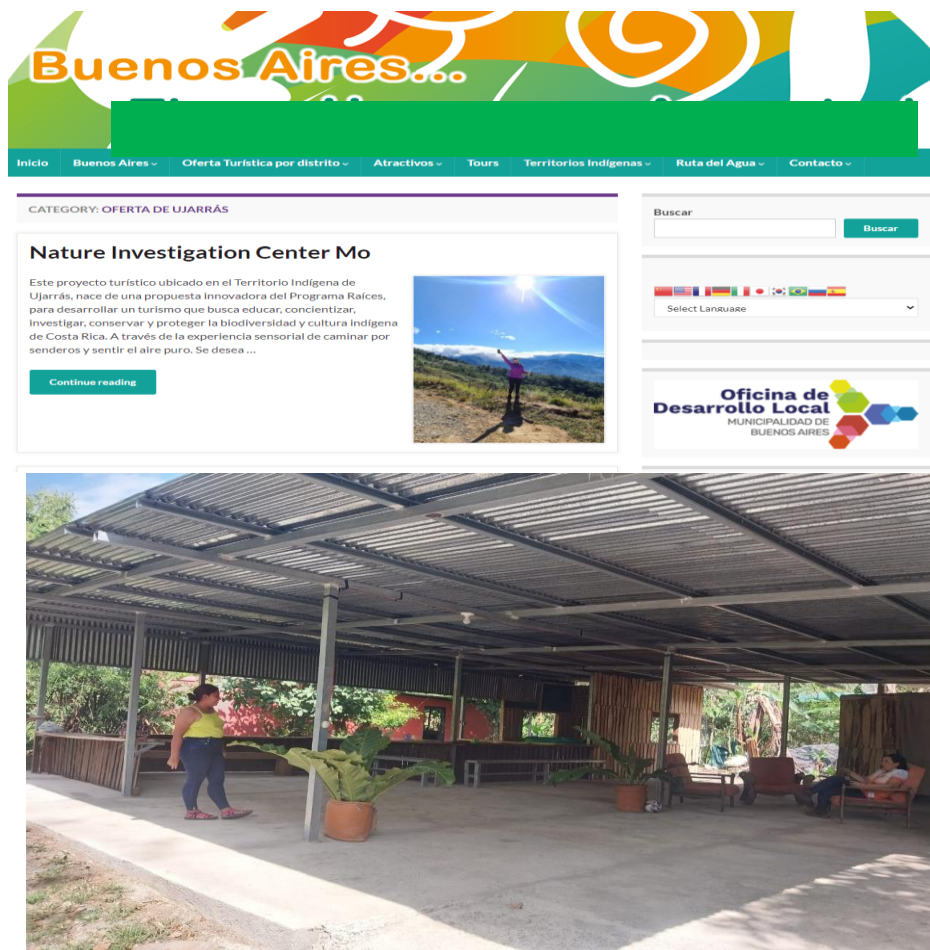 Buenos Aires...
Inicio
Buenos Aires
Oferta Turística por distrito
Atractivos
Tours
Territorios Indígenas
Ruta del Agua
Contacto
CATEGORY: OFERTA DE UJARRÁS
Nature Investigation Center Mo
Este proyecto turístico ubicado en el Territorio Indígena de
Ujarrás, nace de una propuesta innovadora del Programa Raíces,
para desarrollar un turismo que busca educar, concientizar,
investigar, conservar y proteger la biodiversidad y cultura indígena
de Costa Rica. A través de la experiencia sensorial de caminar por
senderos y sentir el aire puro. Se desea ...
Continue reading
Buscar
Buscar
Select Language
Oficina de
Desarrollo Local
MUNICIPALIDAD DE
BUENOS AIRES